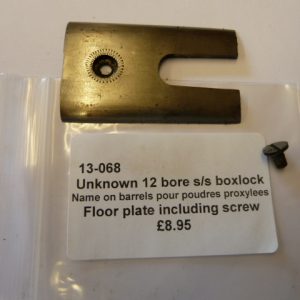 13-068
Unknown 12 bore s/s boxlock
Name on barrels pour poudres proxylees
Floor plate including screw
£8.95